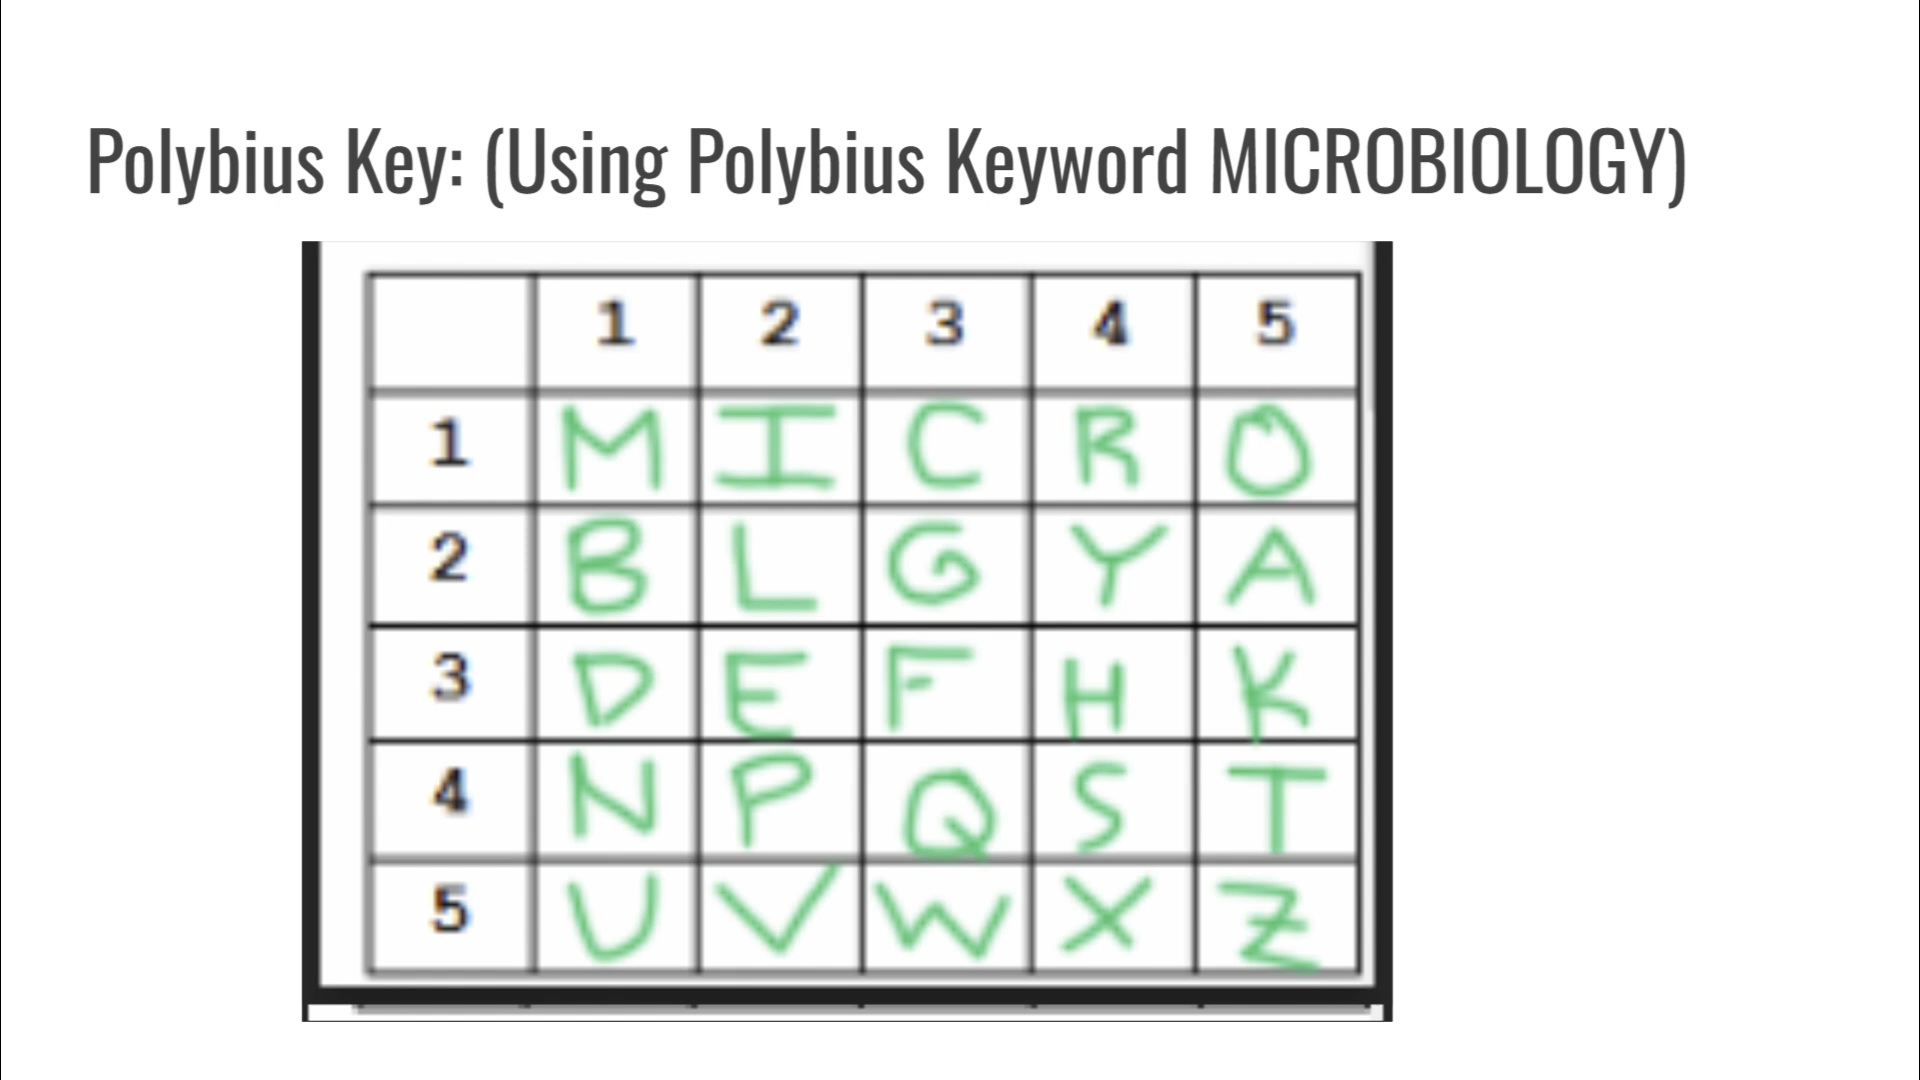 Polybius Key: (Using Polybius Keyword MICROBIOLOGY)
1 2 3 4 5
1 M I C R O
2 B L G Y A
3 D E F H K
4 N P Q S T
5 U V W X Z